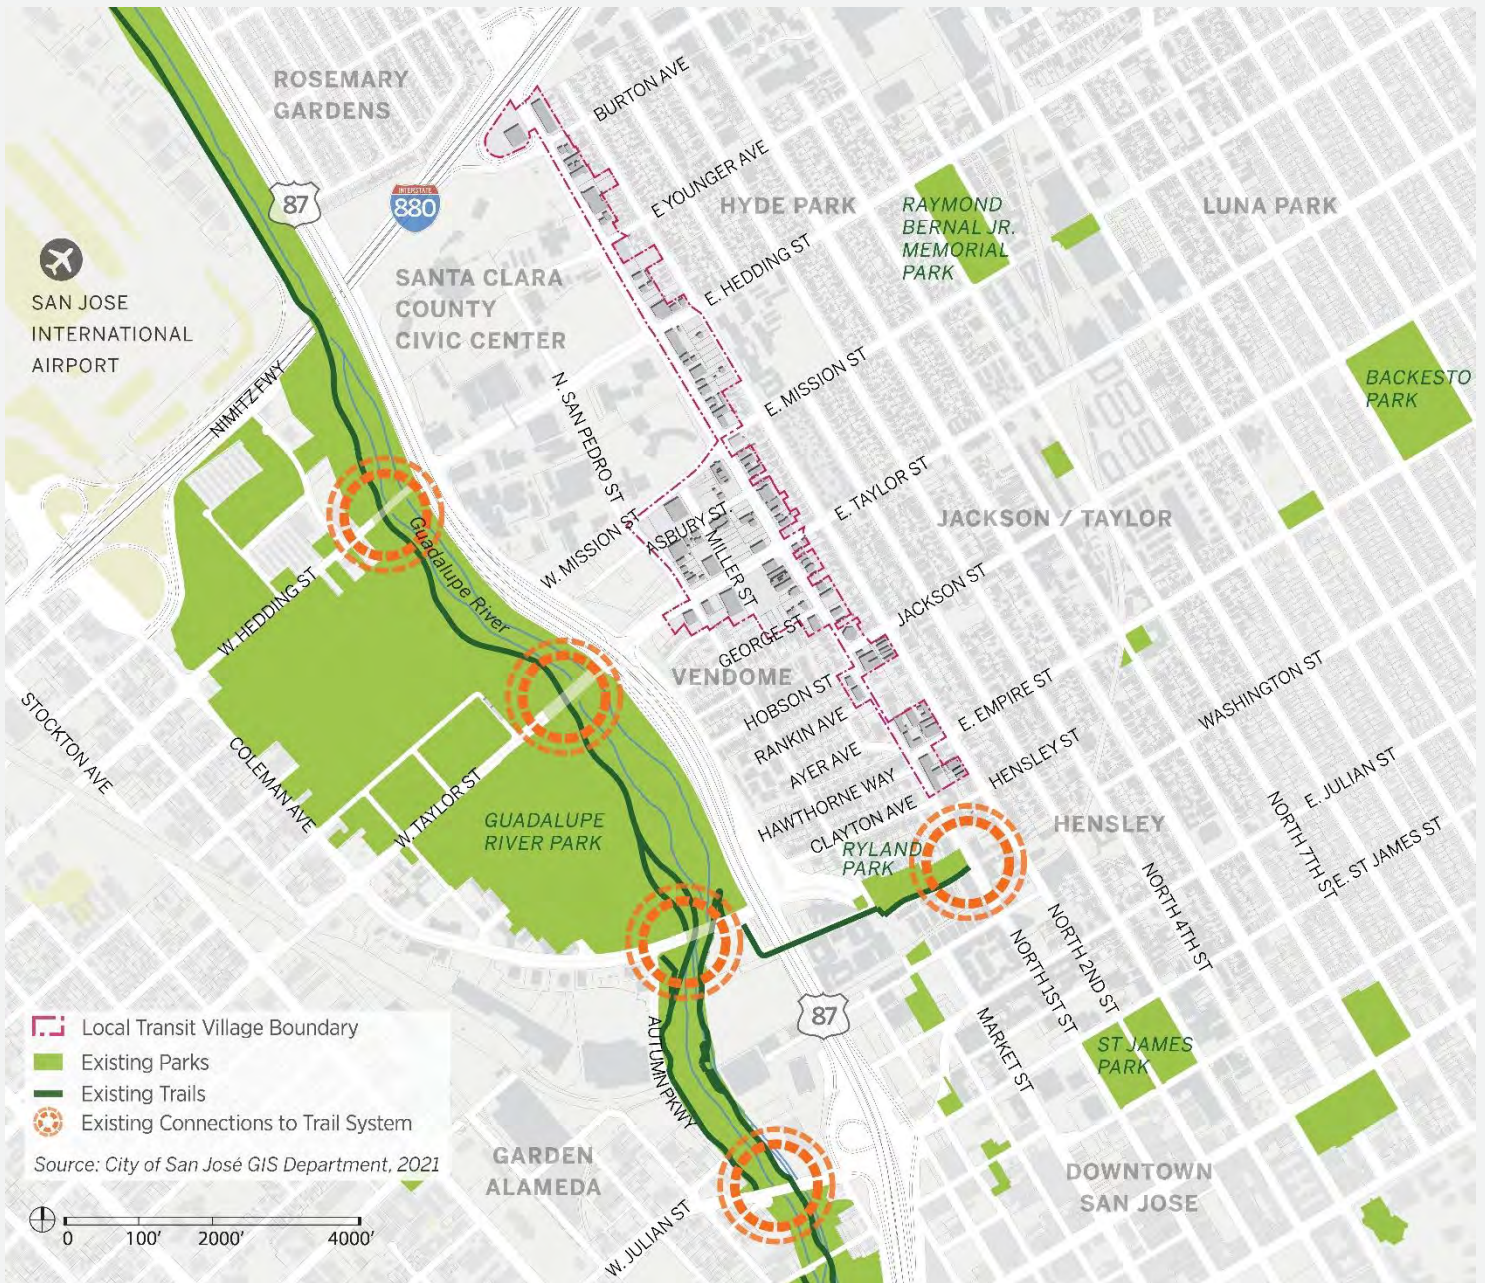 ROSEMARY
GARDENS
BURTON AVE
87
INTERSTATE
880
E YOUNGER AVE
HYDE PARK
RAYMOND
BERNAL JR.
MEMORIAL
PARK
LUNA PARK
SAN JOSE
INTERNATIONAL
AIRPORT
SANTA CLARA
COUNTY
CIVIC CENTER
E. HEDDING ST
NIMITZ FWY
N. SAN PEDRO ST
E. MISSION ST
BACKESTO
PARK
E. TAYLOR ST
JACKSON / TAYLOR
Guadalupe River
W. MISSION ST
ASBURY ST.
MILLER ST
W. HEDDING ST
JACKSON ST
GEORGE ST
VENDOME
HOBSON ST
E. EMPIRE ST
WASHINGTON ST
STOCKTON AVE
COLEMAN AVE
RANKIN AVE
AYER AVE
HENSLEY ST
W. TAYLOR ST
HAWTHORNE WAY
CLAYTON AVE
E. JULIAN ST
GUADALUPE
RIVER PARK
RYLAND
PARK
HENSLEY
NORTH 7TH ST
E. ST JAMES ST
NORTH 4TH ST
NORTH 2ND ST
NORTH 1ST ST
87
MARKET ST
ST JAMES
PARK
AUTUMN PKWY
Local Transit Village Boundary
Existing Parks
Existing Trails
Existing Connections to Trail System
Source: City of San José GIS Department, 2021
GARDEN
ALAMEDA
DOWNTOWN
SAN JOSE
W. JULIAN ST
0 100' 2000' 4000'